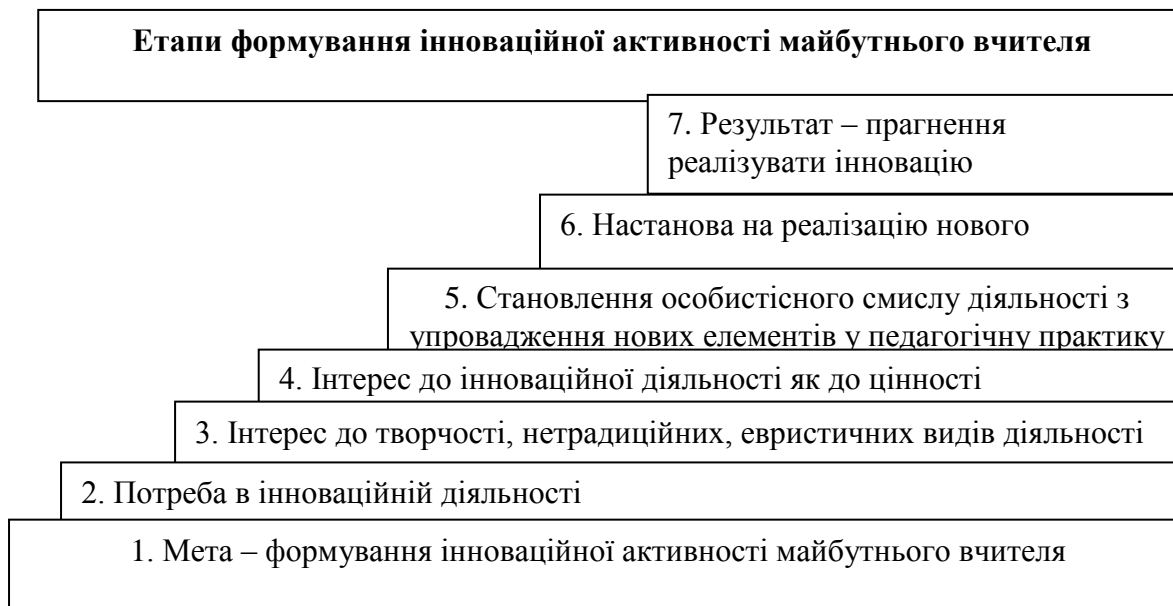 Етапи формування інноваційної активності майбутнього вчителя
7. Результат – прагнення
реалізувати інновацію
6. Настанова на реалізацію нового
5. Становлення особистісного смислу діяльності з
упровадження нових елементів у педагогічну практику
4. Інтерес до інноваційної діяльності як до цінності
3. Інтерес до творчості, нетрадиційних, евристичних видів діяльності
2. Потреба в інноваційній діяльності
1. Мета – формування інноваційної активності майбутнього вчителя